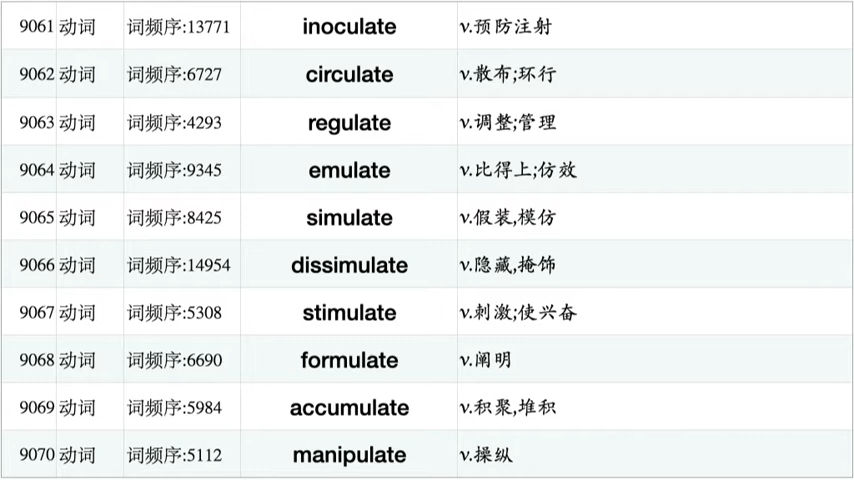 9061 动词 词频序:13771 inoculate v.预防注射
9062 动词 词频序:6727 circulate v.散布;环行
9063 动词 词频序:4293 regulate v.调整;管理
9064 动词 词频序:9345 emulate v.比得上;仿效
9065 动词 词频序:8425 simulate v.假装,模仿
9066 动词 词频序:14954 dissimulate v.隐藏,掩饰
9067 动词 词频序:5308 stimulate v.刺激;使兴奋
9068 动词 词频序:6690 formulate v.阐明
9069 动词 词频序:5984 accumulate v.积聚,堆积
9070 动词 词频序:5112 manipulate v.操纵